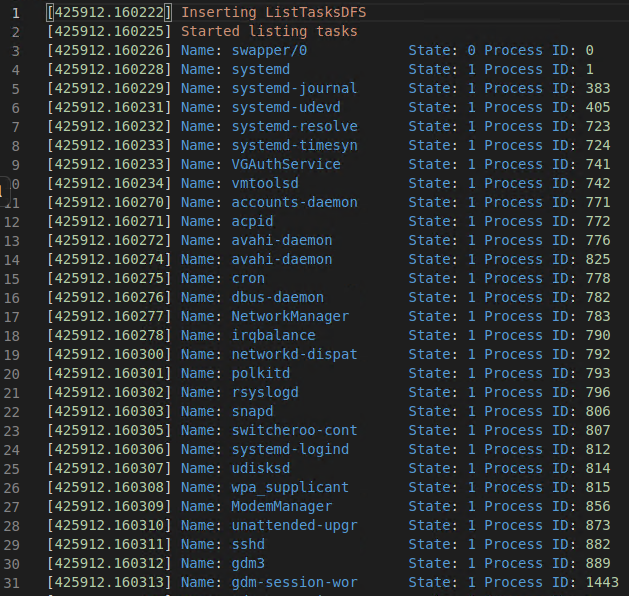 1 [425912.160222] Inserting ListTasksDFS
2 [425912.160225] Started listing tasks
3 [425912.160226] Name: swapper/0 State: 0 Process ID: 0
4 [425912.160228] Name: systemd State: 1 Process ID: 1
5 [425912.160229] Name: systemd-journal State: 1 Process ID: 383
6 [425912.160231] Name: systemd-udevd State: 1 Process ID: 405
7 [425912.160232] Name: systemd-resolve State: 1 Process ID: 723
8 [425912.160233] Name: systemd-timesyn State: 1 Process ID: 724
9 [425912.160233] Name: VGAuthService State: 1 Process ID: 741
10 [425912.160234] Name: vmtoolsd State: 1 Process ID: 742
11 [425912.160270] Name: accounts-daemon State: 1 Process ID: 771
12 [425912.160271] Name: acpid State: 1 Process ID: 772
13 [425912.160272] Name: avahi-daemon State: 1 Process ID: 776
14 [425912.160274] Name: avahi-daemon State: 1 Process ID: 825
15 [425912.160275] Name: cron State: 1 Process ID: 778
16 [425912.160276] Name: dbus-daemon State: 1 Process ID: 782
17 [425912.160277] Name: NetworkManager State: 1 Process ID: 783
18 [425912.160278] Name: irqbalance State: 1 Process ID: 790
19 [425912.160300] Name: networkd-dispat State: 1 Process ID: 792
20 [425912.160301] Name: polkitd State: 1 Process ID: 793
21 [425912.160302] Name: rsyslogd State: 1 Process ID: 796
22 [425912.160303] Name: snapd State: 1 Process ID: 806
23 [425912.160305] Name: switcheroo-cont State: 1 Process ID: 807
24 [425912.160306] Name: systemd-logind State: 1 Process ID: 812
25 [425912.160307] Name: udisksd State: 1 Process ID: 814
26 [425912.160308] Name: wpa_supplicant State: 1 Process ID: 815
27 [425912.160309] Name: ModemManager State: 1 Process ID: 856
28 [425912.160310] Name: unattended-upgr State: 1 Process ID: 873
29 [425912.160311] Name: sshd State: 1 Process ID: 882
30 [425912.160312] Name: gdm3 State: 1 Process ID: 889
31 [425912.160313] Name: gdm-session-wor State: 1 Process ID: 1443